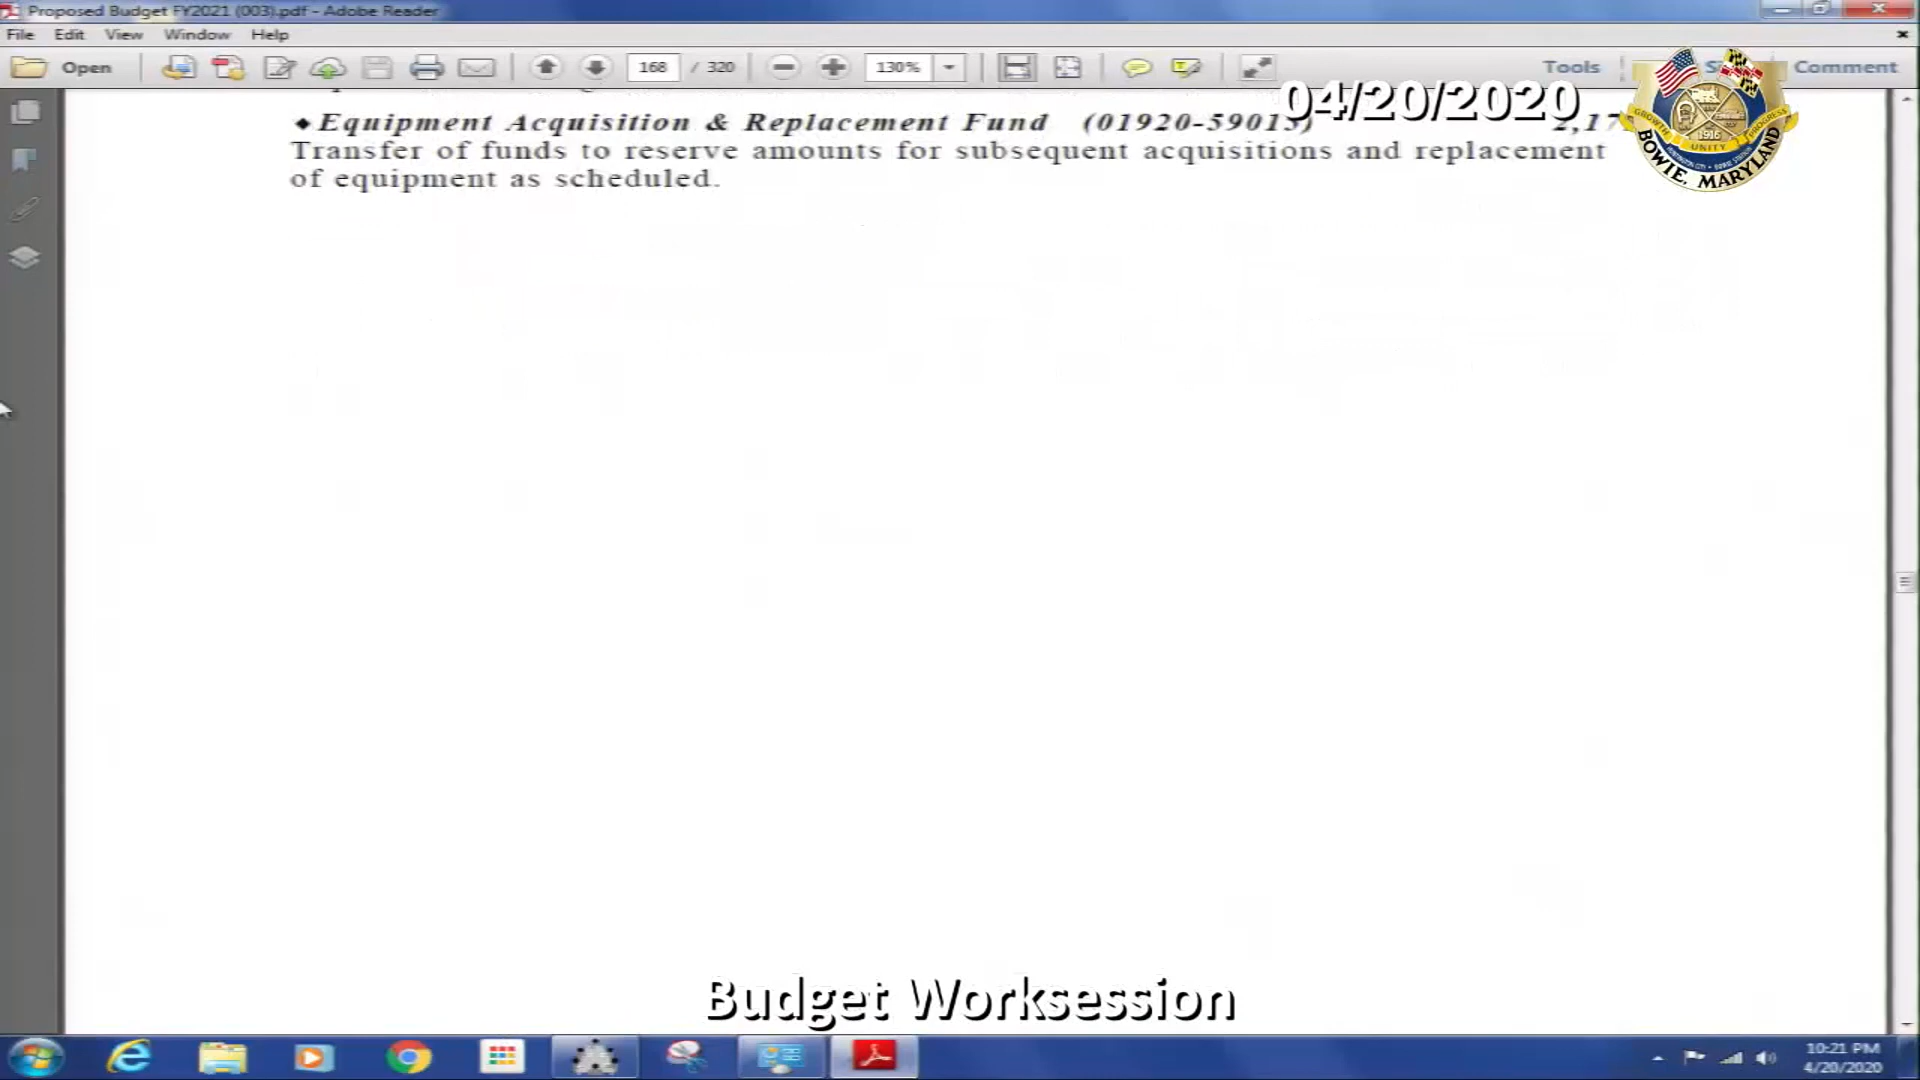 Proposed Budget FY2021 (003).pdf - Adobe Reader
File Edit View Window Help
Open 168 / 320 130% Tools Comment
04/20/2020
◆Equipment Acquisition & Replacement Fund (01920-59015) 2,17
Transfer of funds to reserve amounts for subsequent acquisitions and replacement
of equipment as scheduled.
GROWTH UNITY PROGRESS
1916
BOWIE, MARYLAND
Budget Worksession
10:21 PM
4/20/2020